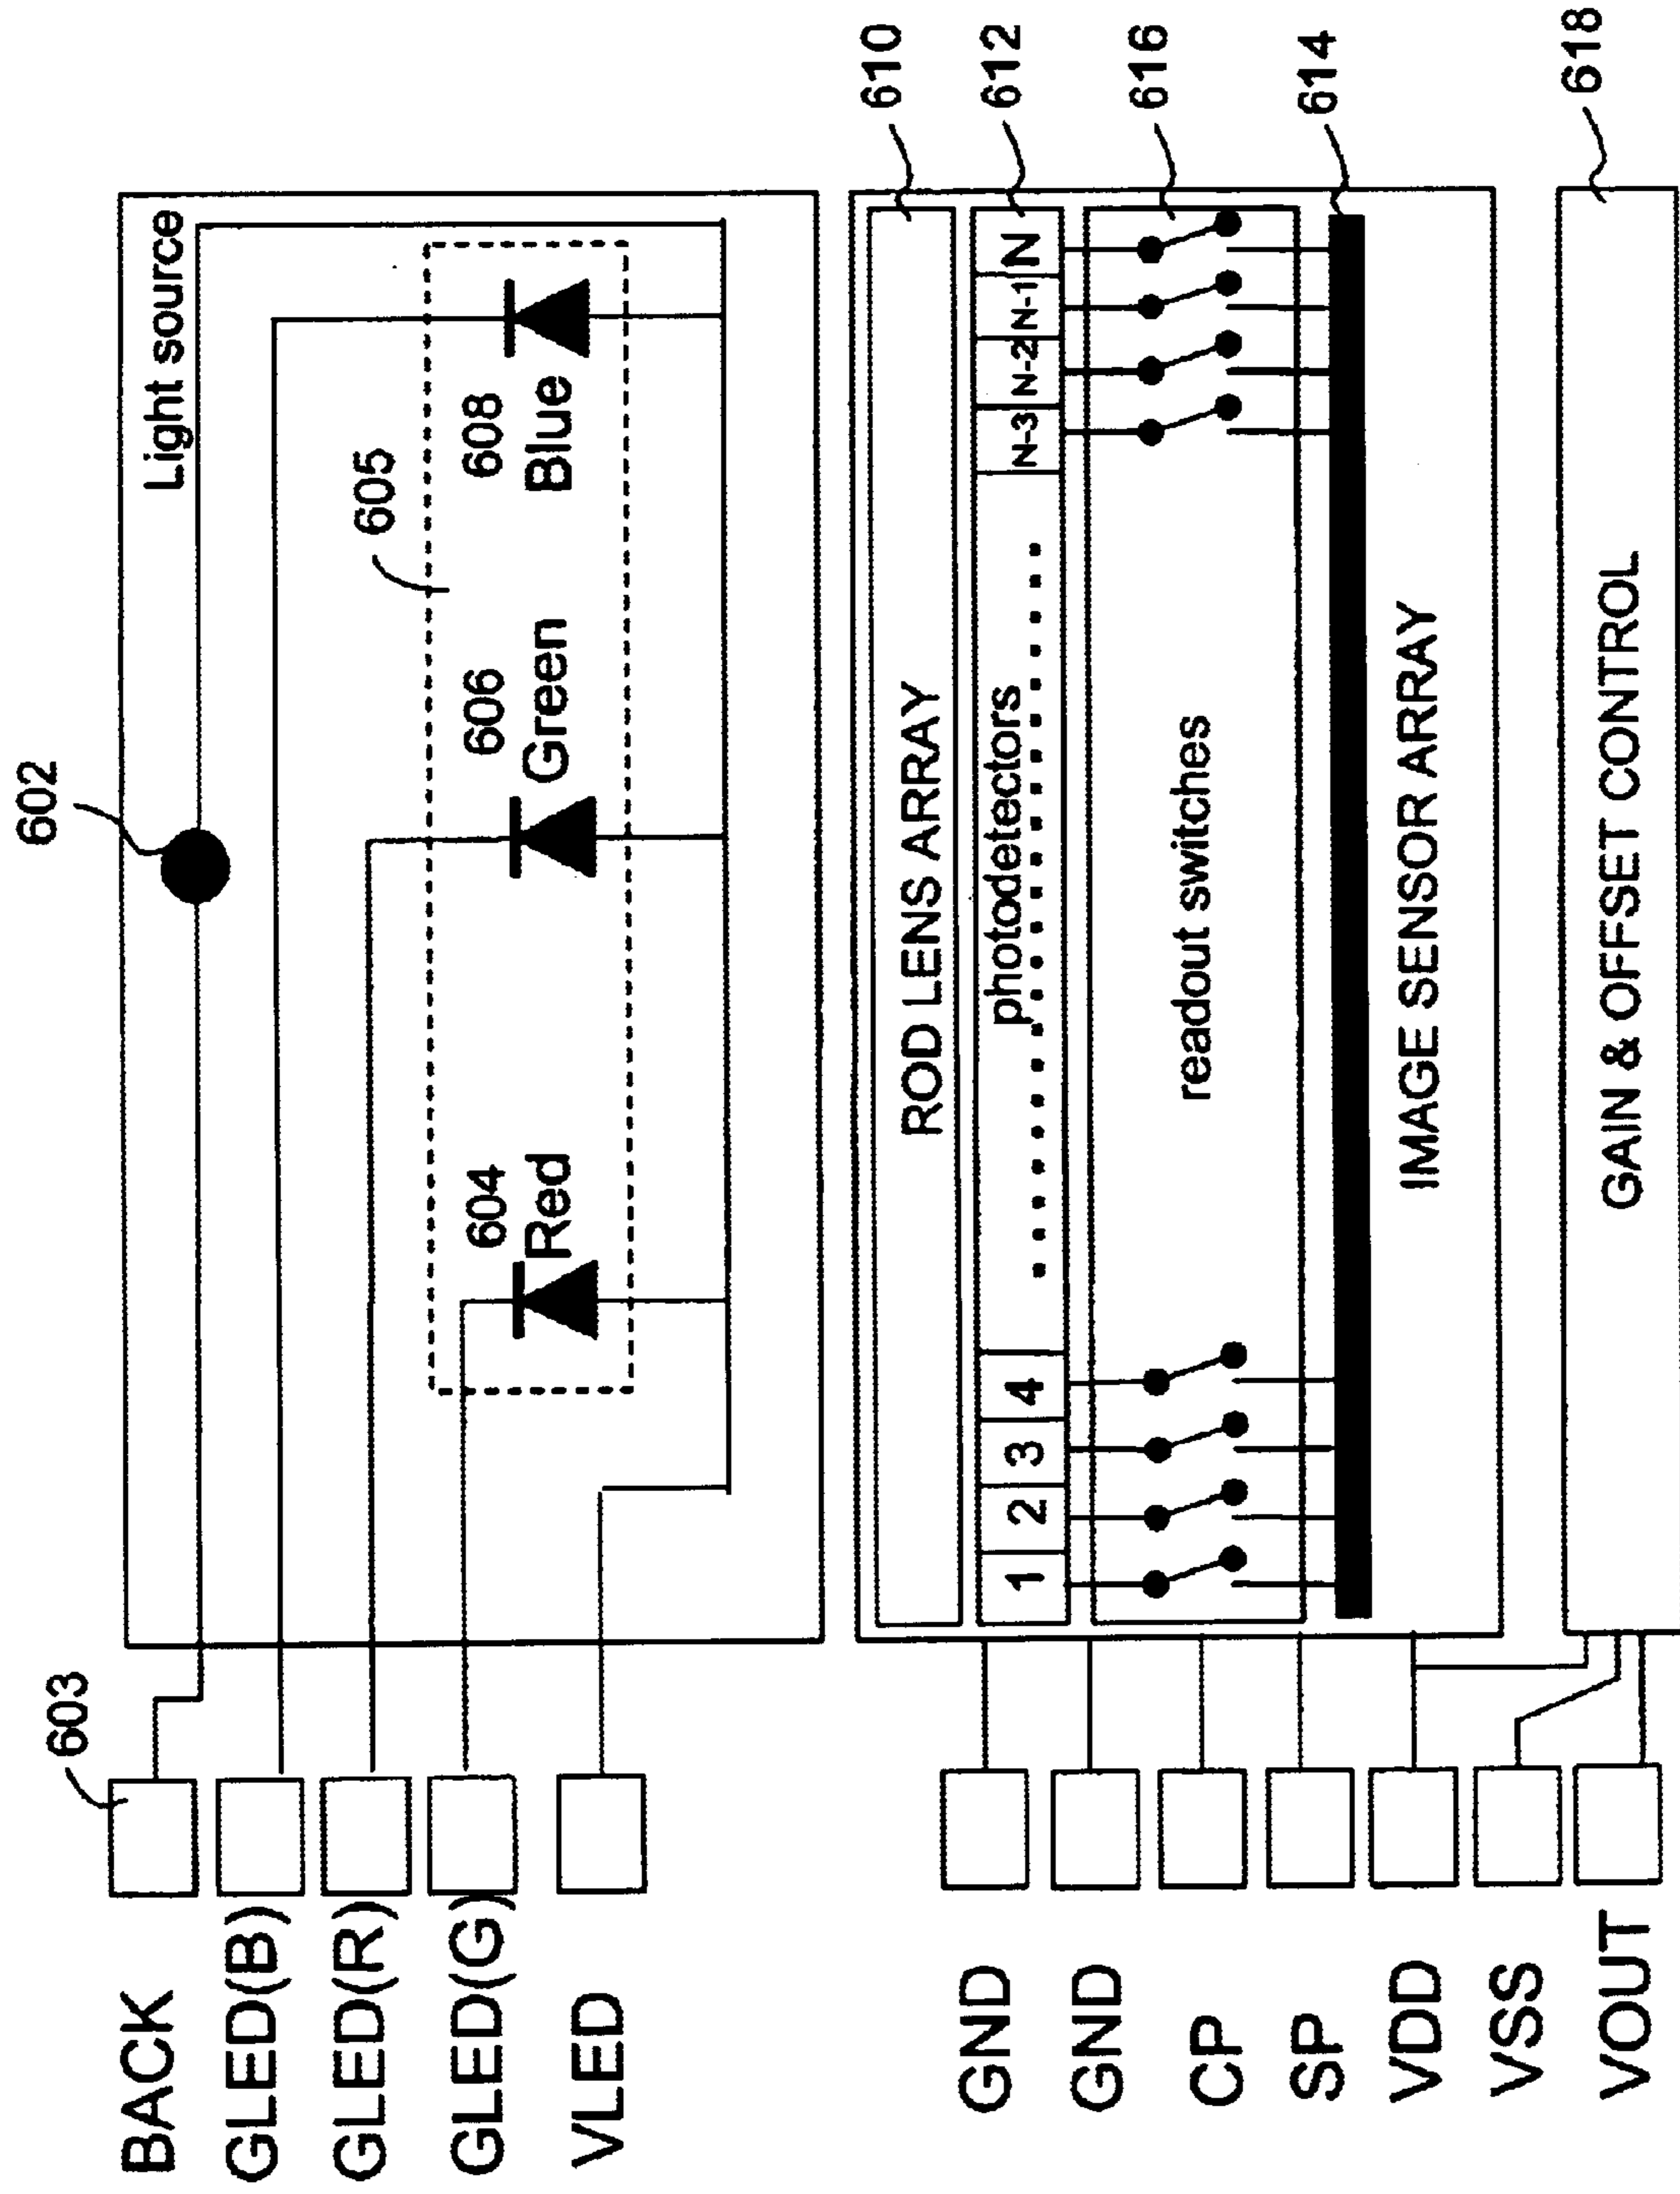 602
603
BACK
GLED(B)
GLED(R)
GLED(G)
VLED
Light source
605
604
Red
606
Green
608
Blue
GND
GND
CP
SP
VDD
VSS
VOUT
ROD LENS ARRAY
610
1 2 3 4 photodetectors N-3 N-2 N-1 N
612
readout switches
616
614
IMAGE SENSOR ARRAY
GAIN & OFFSET CONTROL
618